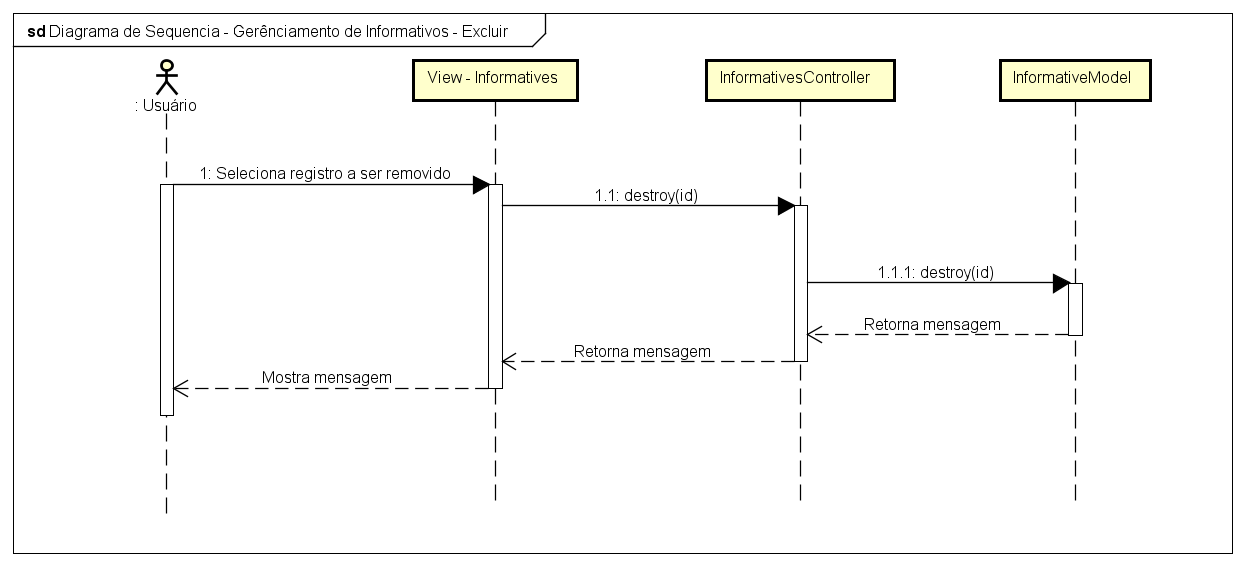 sd Diagrama de Sequencia - Gerênciamento de Informativos - Excluir
: Usuário
View - Informatives
InformativesController
InformativeModel
1: Seleciona registro a ser removido
1.1: destroy(id)
1.1.1: destroy(id)
Retorna mensagem
Retorna mensagem
Mostra mensagem